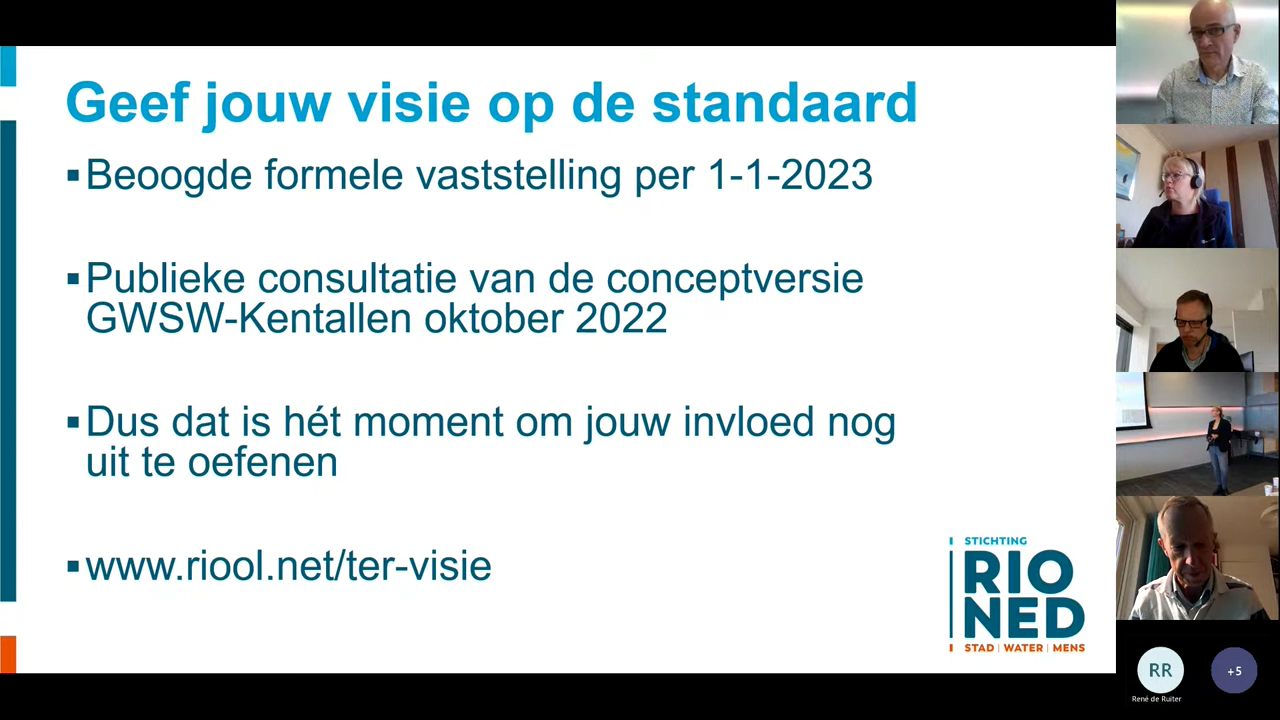 Geef jouw visie op de standaard
▪Beoogde formele vaststelling per 1-1-2023
▪Publieke consultatie van de conceptversie
GWSW-Kentallen oktober 2022
▪Dus dat is hét moment om jouw invloed nog
uit te oefenen
▪www.riool.net/ter-visie
STICHTING
RIO
NED
STAD | WATER | MENS
RR
+5
René de Ruiter